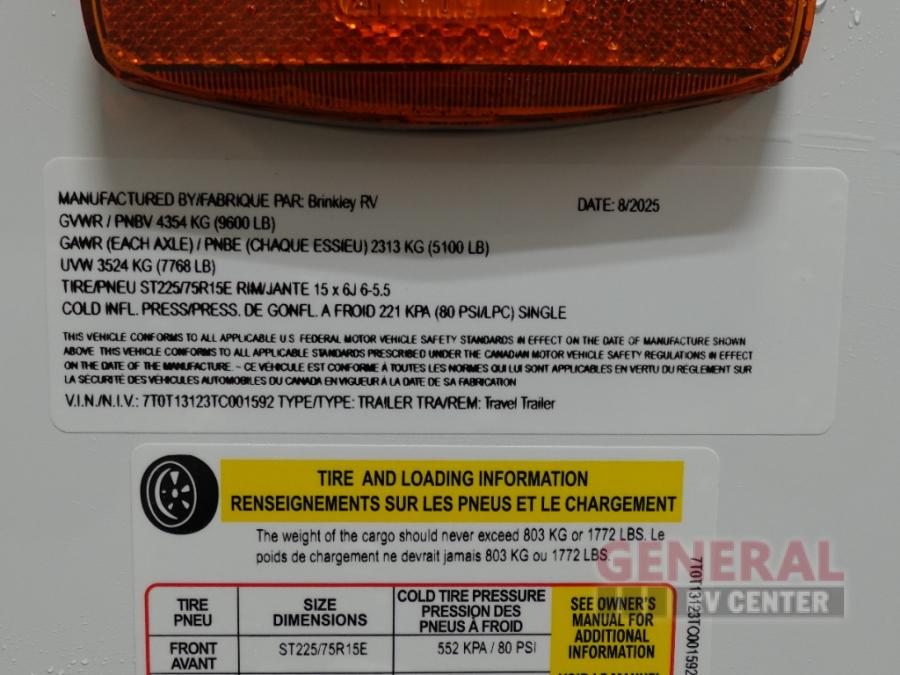 MANUFACTURED BY/FABRIQUE PAR: Brinkley RV DATE: 8/2025
GVWR / PNBV 4354 KG (9600 LB)
GAWR (EACH AXLE) / PNBE (CHAQUE ESSIEU) 2313 KG (5100 LB)
UVW 3524 KG (7768 LB)
TIRE/PNEU ST225/75R15E RIM/JANTE 15 x 6J 6-5.5
COLD INFL. PRESS/PRESS. DE GONFL. A FROID 221 KPA (80 PSI/LPC) SINGLE
THIS VEHICLE CONFORMS TO ALL APPLICABLE U.S FEDERAL MOTOR VEHICLE SAFETY STANDARDS IN EFFECT ON THE DATE OF MANUFACTURE SHOWN
ABOVE THIS VEHICLE CONFORMS TO ALL APPLICABLE STANDARDS PRESCRIBED UNDER THE CANADIAN MOTOR VEHICLE SAFETY REGULATIONS IN EFFECT
ON THE DATE OF THE MANUFACTURE - CE VEHICULE EST CONFORME À TOUTES LES NORMES QUI LUI SONT APPLICABLES EN VERTU DU REGLEMENT SUR
LA SÉCURITÉ DES VEHICULES AUTOMOBILES DU CANADA EN VIGUEUR À LA DATE DE SA FABRICATION
V.I.N./N.I.V.: 7T0T13123TC001592 TYPE/TYPE: TRAILER TRA/REM: Travel Trailer
TIRE AND LOADING INFORMATION
RENSEIGNEMENTS SUR LES PNEUS ET LE CHARGEMENT
The weight of the cargo should never exceed 803 KG or 1772 LBS. Le
poids de chargement ne devrait jamais 803 KG ou 1772 LBS.
TIRE
PNEU
SIZE
DIMENSIONS
COLD TIRE PRESSURE
PRESSION DES
PNEUS À FROID
SEE OWNER'S
MANUAL FOR
ADDITIONAL
INFORMATION
FRONT
AVANT
ST225/75R15E
552 KPA / 80 PSI
7T0T13123TC001592
GENERAL
RV CENTER